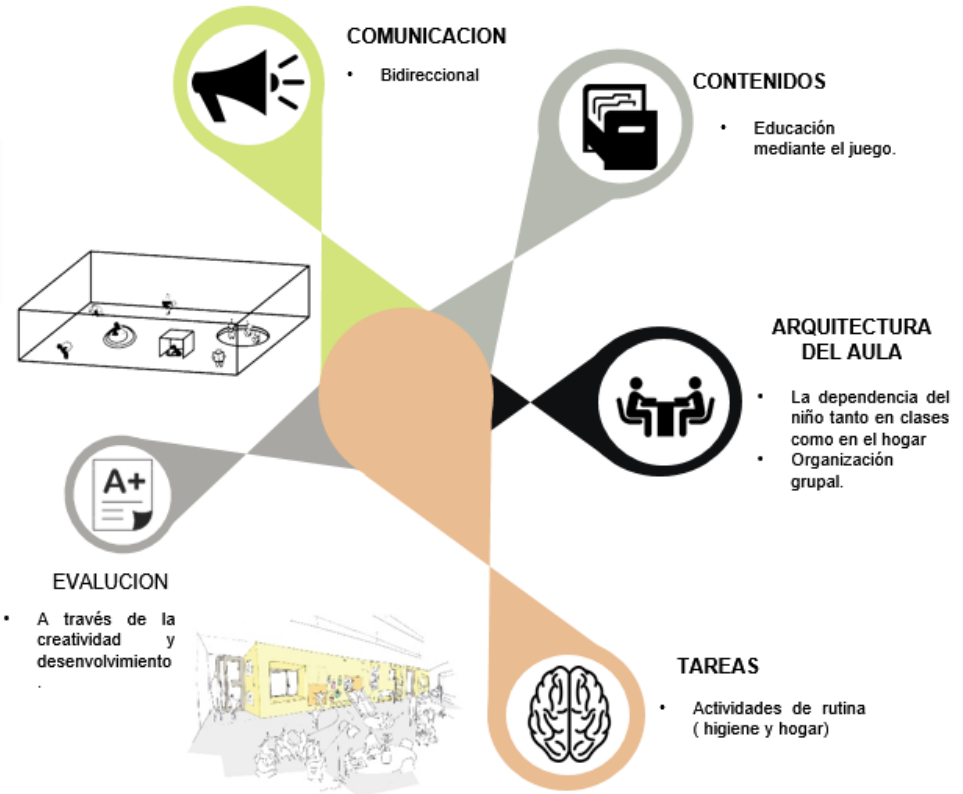 COMUNICACION
• Bidireccional
CONTENIDOS
• Educación
mediante el juego.
ARQUITECTURA
DEL AULA
• La dependencia del
niño tanto en clases
como en el hogar
• Organización
grupal.
A+
EVALUCION
• A través de la
creatividad y
desenvolvimiento
.
TAREAS
• Actividades de rutina
( higiene y hogar)